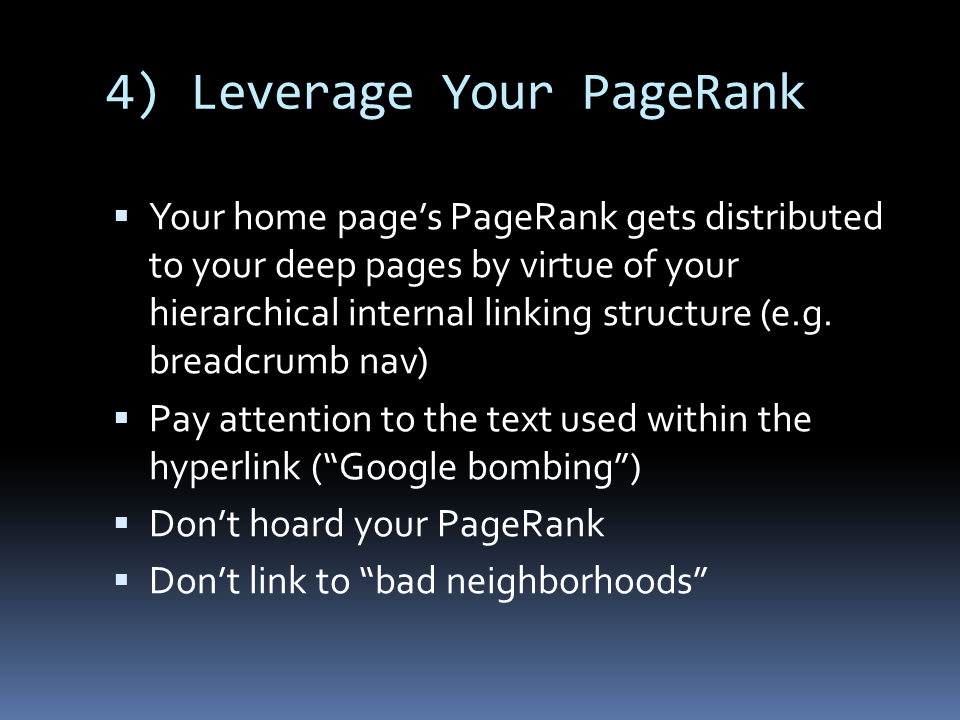 4) Leverage Your PageRank
▪ Your home page’s PageRank gets distributed
to your deep pages by virtue of your
hierarchical internal linking structure (e.g.
breadcrumb nav)
▪ Pay attention to the text used within the
hyperlink (“Google bombing”)
▪ Don’t hoard your PageRank
▪ Don’t link to “bad neighborhoods”